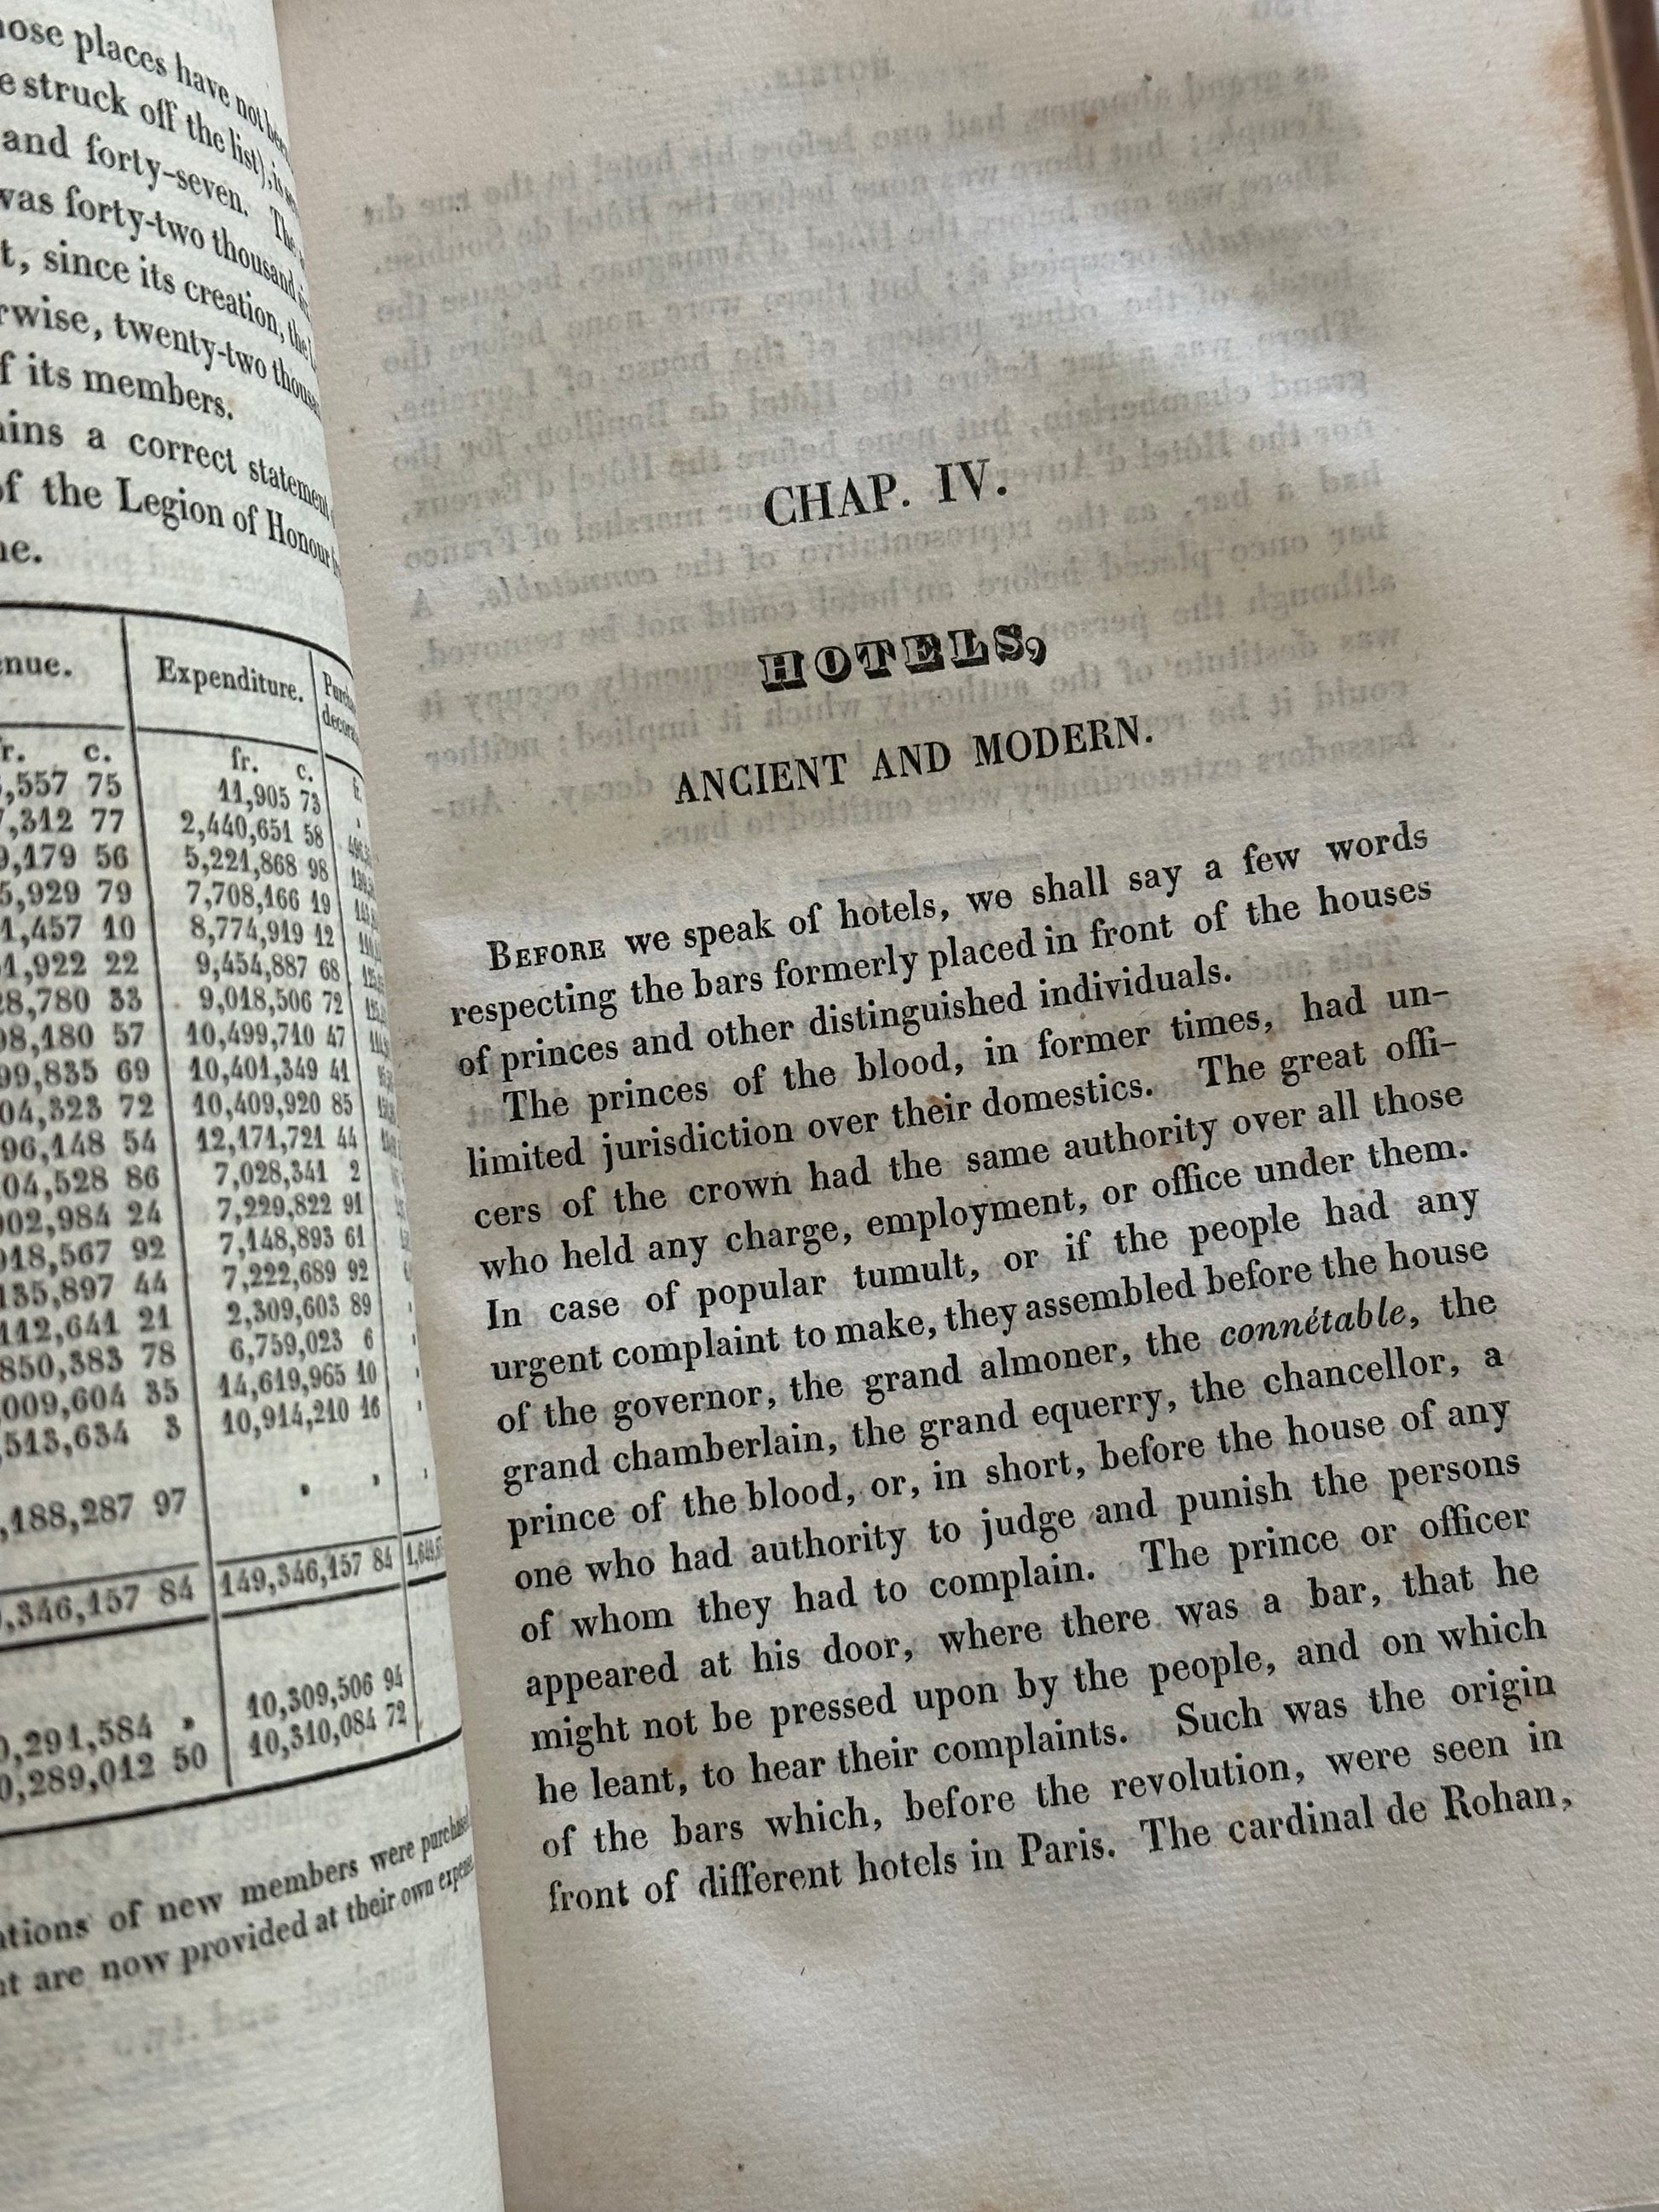 places have not
struck off the list), is
and forty-seven. The
was forty-two thousand
since its creation, the
twenty-two
its members.
a correct statement
of the Legion of Honour
Expenditure.
fr. c.
c.
,557 75
11,905 73
,312 77
2,440,651 58
,179 56
5,221,868 98
,929 79
7,708,166 19
,457 10
8,774,919 12
,922 22
9,454,887 68
,780 33
9,018,506 72
,180 57
10,499,710 47
,835 69
10,401,349 41
04,323 72
10,409,920 85
96,148 54
12,171,721 44
04,528 86
7,028,341 2
02,984 24
7,229,822 91
,567 92
7,148,893 61
135,897 44
7,222,689 92
112,641 21
2,309,603 89
850,383 78
6,759,023 6
,009,604 35
14,619,965 10
,513,634 3
10,914,210 16
,188,287 97
,346,157 84
149,346,157 84
,291,584 »
10,309,506 94
,289,012 50
10,310,084 72
of new members were
are now provided at their own
CHAP. IV.
HOTELS,
ANCIENT AND MODERN.
BEFORE we speak of hotels, we shall say a few words
respecting the bars formerly placed in front of the houses
of princes and other distinguished individuals.
The princes of the blood, in former times, had un-
limited jurisdiction over their domestics. The great offi-
cers of the crown had the same authority over all those
who held any charge, employment, or office under them.
In case of popular tumult, or if the people had any
urgent complaint to make, they assembled before the house
of the governor, the grand almoner, the connétable, the
grand chamberlain, the grand equerry, the chancellor, a
prince of the blood, or, in short, before the house of any
one who had authority to judge and punish the persons
of whom they had to complain. The prince or officer
appeared at his door, where there was a bar, that he
might not be pressed upon by the people, and on which
he leant, to hear their complaints. Such was the origin
of the bars which, before the revolution, were seen in
front of different hotels in Paris. The cardinal de Rohan,